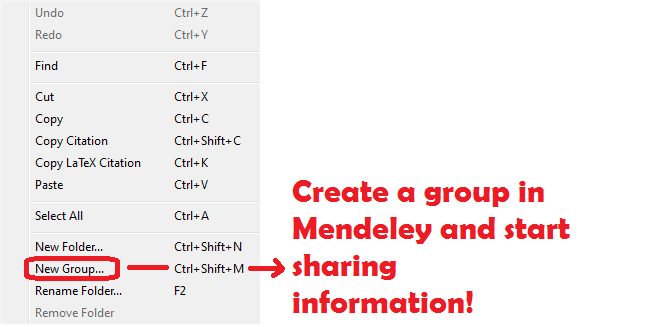 Undo Ctrl+Z
Redo Ctrl+Y
Find Ctrl+F
Cut Ctrl+X
Copy Ctrl+C
Copy Citation Ctrl+Shift+C
Copy LaTeX Citation Ctrl+K
Paste Ctrl+V
Select All Ctrl+A
New Folder... Ctrl+Shift+N
New Group... Ctrl+Shift+M
Rename Folder... F2
Remove Folder
Create a group in
Mendeley and start
sharing
information!